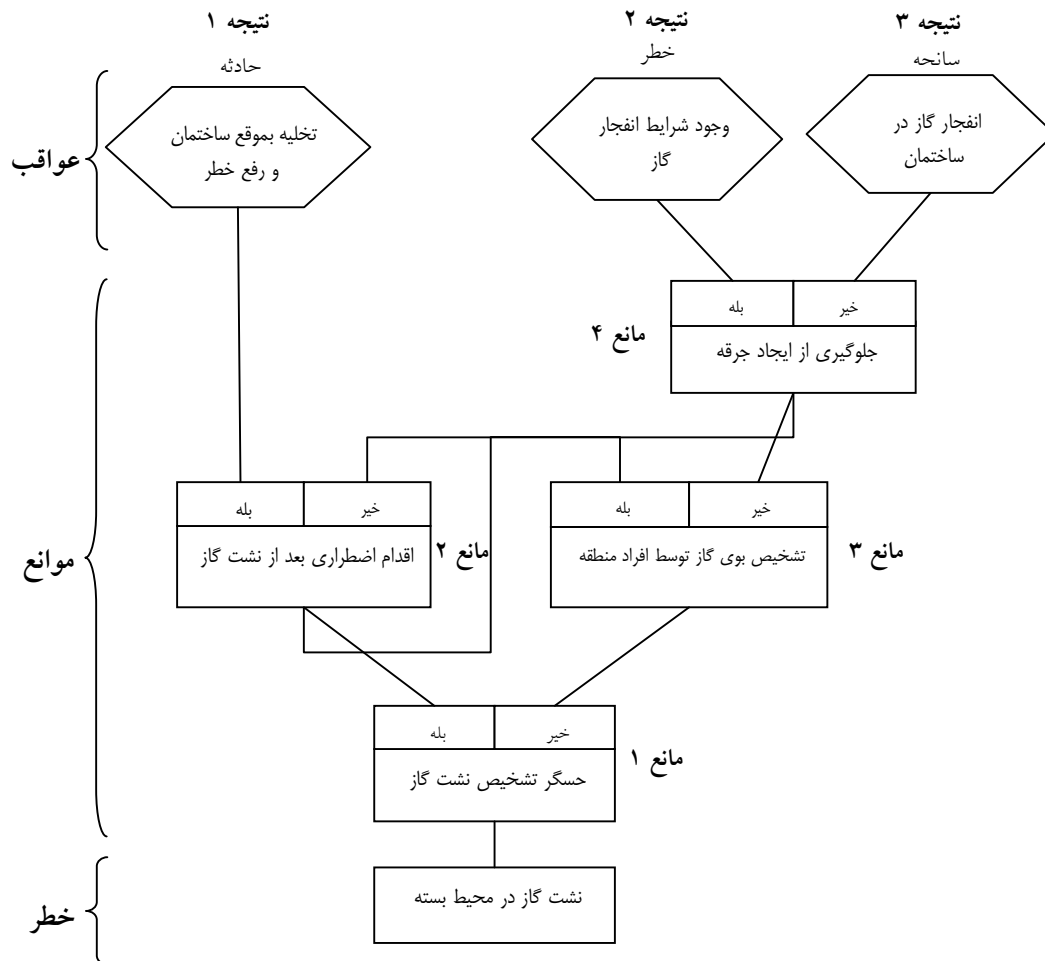 نتیجه ۳
نتیجه ۲
نتیجه ۱
سانحه
خطر
حادثه
انفجار گاز در
ساختمان
وجود شرایط انفجار
گاز
تخلیه بموقع ساختمان
و رفع خطر
عواقب
خیر
بله
مانع ۴
جلوگیری از ایجاد جرقه
خیر
بله
مانع ۳
تشخیص بوی گاز توسط افراد منطقه
خیر
بله
مانع ۲
اقدام اضطراری بعد از نشت گاز
موانع
خیر
بله
مانع ۱
حسگر تشخیص نشت گاز
نشت گاز در محیط بسته
خطر